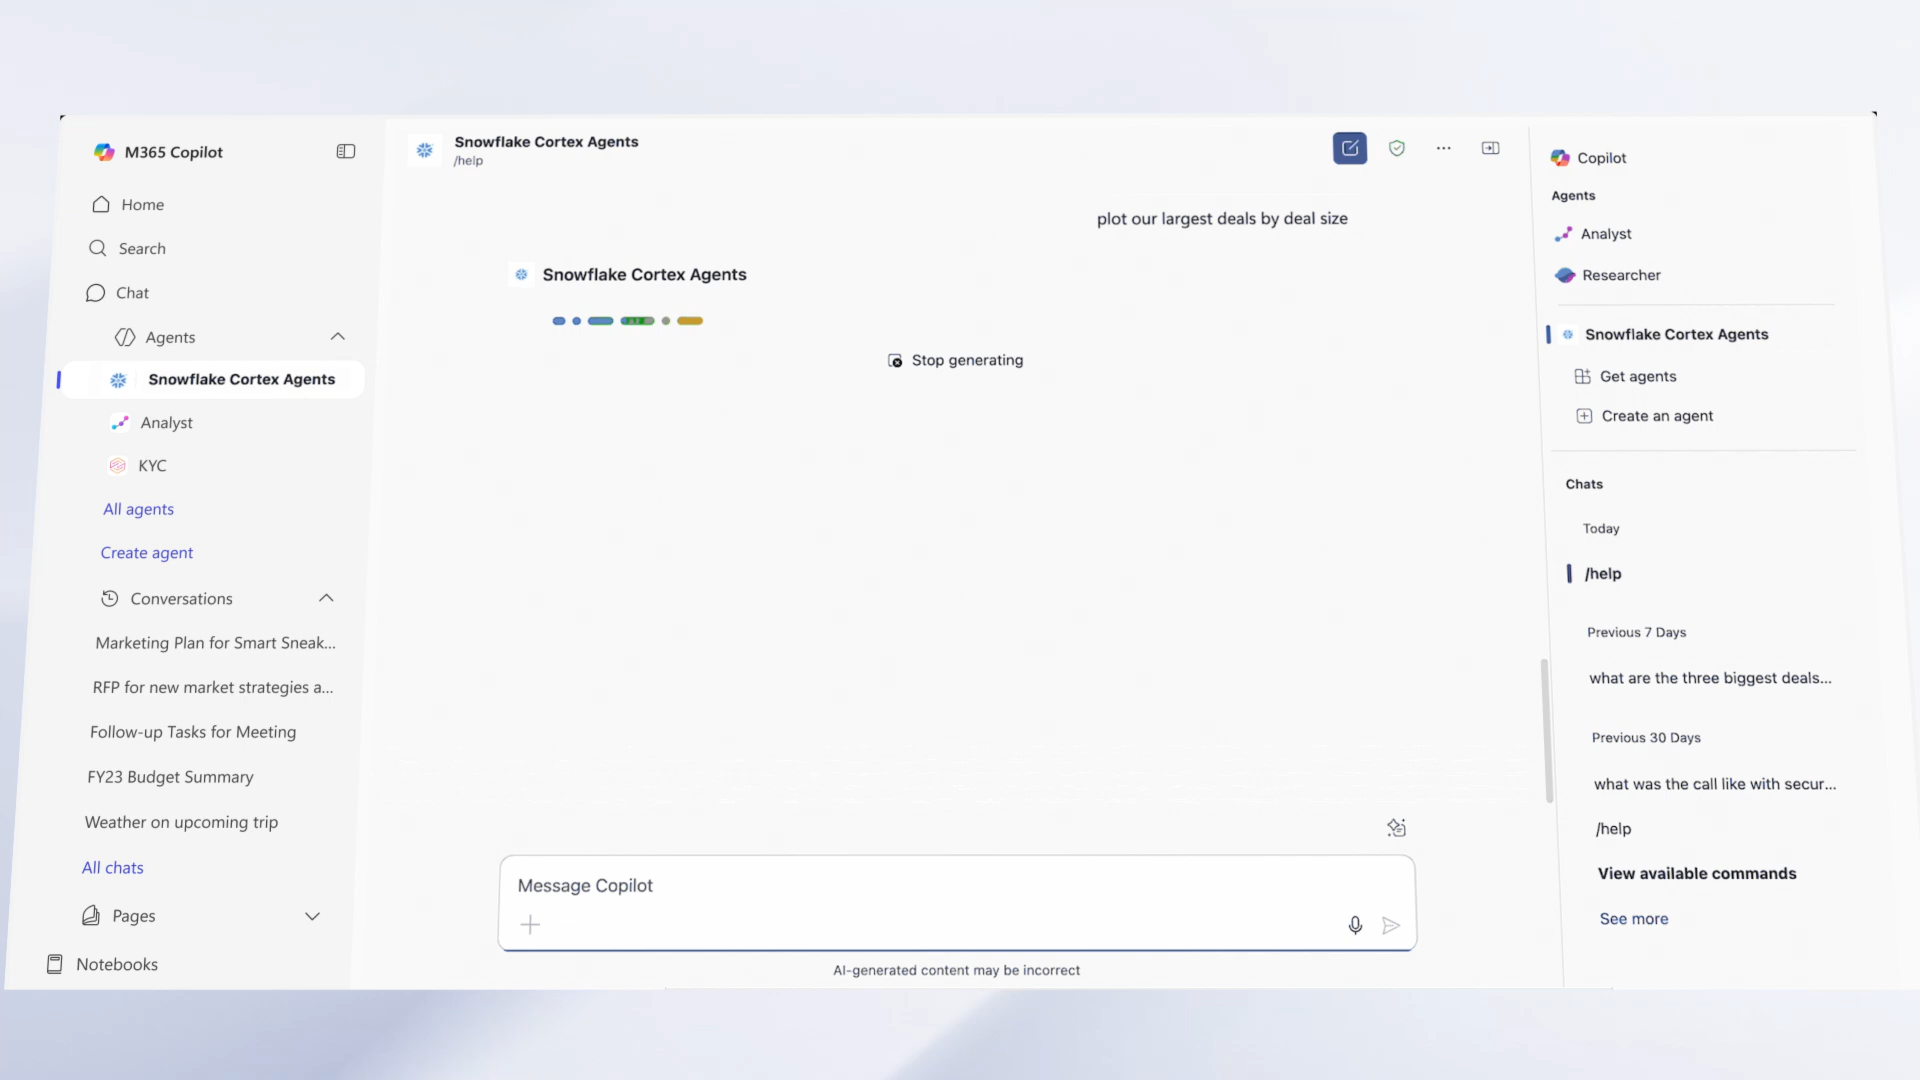 M365 Copilot
Home
Search
Chat
Agents
Snowflake Cortex Agents
Analyst
KYC
All agents
Create agent
Conversations
Marketing Plan for Smart Sneak...
RFP for new market strategies a...
Follow-up Tasks for Meeting
FY23 Budget Summary
Weather on upcoming trip
All chats
Pages
Notebooks
Snowflake Cortex Agents
/help
plot our largest deals by deal size
Snowflake Cortex Agents
Stop generating
Message Copilot
AI-generated content may be incorrect
Copilot
Agents
Analyst
Researcher
Snowflake Cortex Agents
Get agents
Create an agent
Chats
Today
/help
Previous 7 Days
what are the three biggest deals...
Previous 30 Days
what was the call like with secur...
/help
View available commands
See more